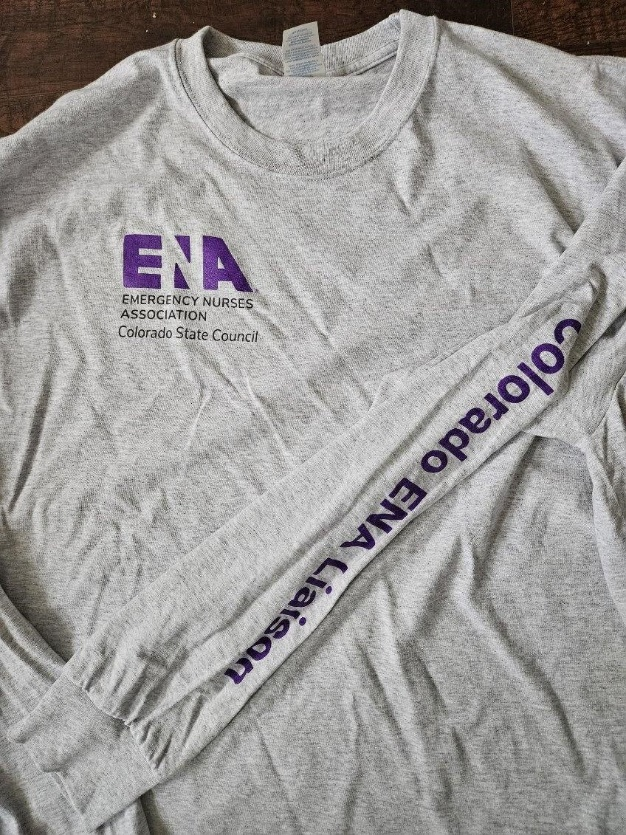 ENA
EMERGENCY NURSES
ASSOCIATION
Colorado State Council
Colorado ENA Liaison